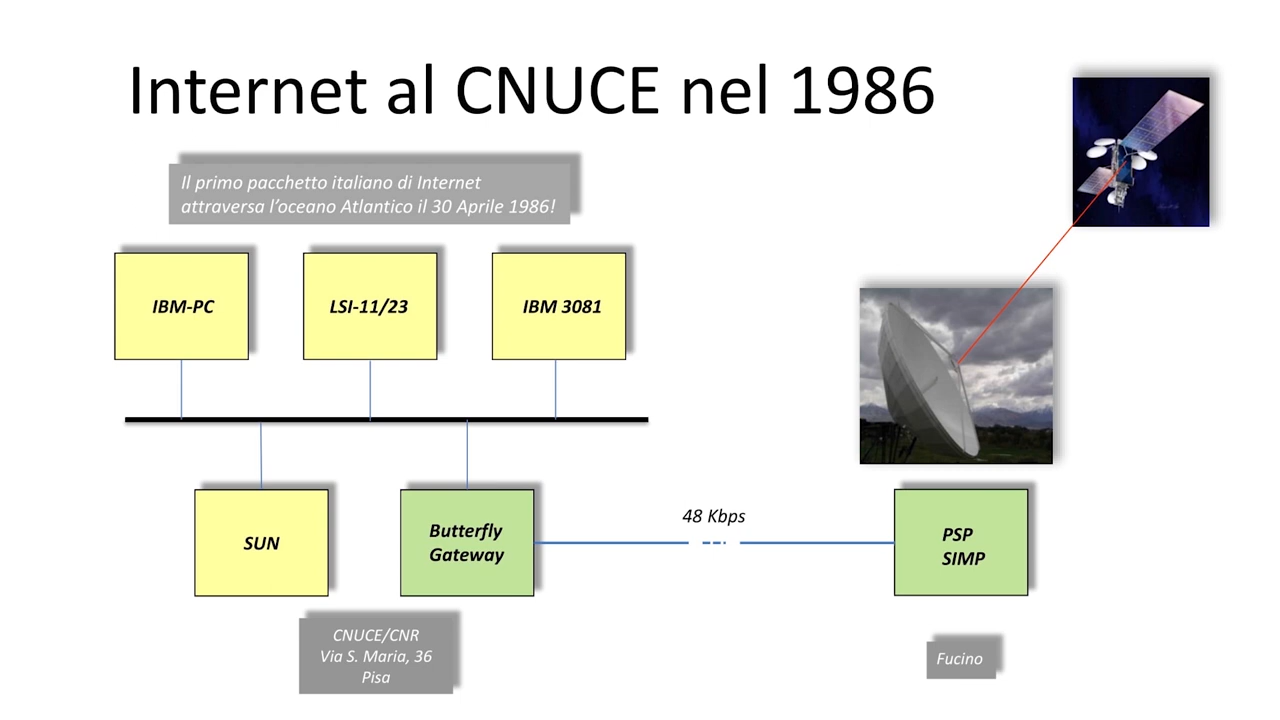 Internet al CNUCE nel 1986
Il primo pacchetto italiano di Internet
attraversa l'oceano Atlantico il 30 Aprile 1986!
IBM-PC
LSI-11/23
IBM 3081
SUN
Butterfly
Gateway
48 Kbps
PSP
SIMP
CNUCE/CNR
Via S. Maria, 36
Pisa
Fucino